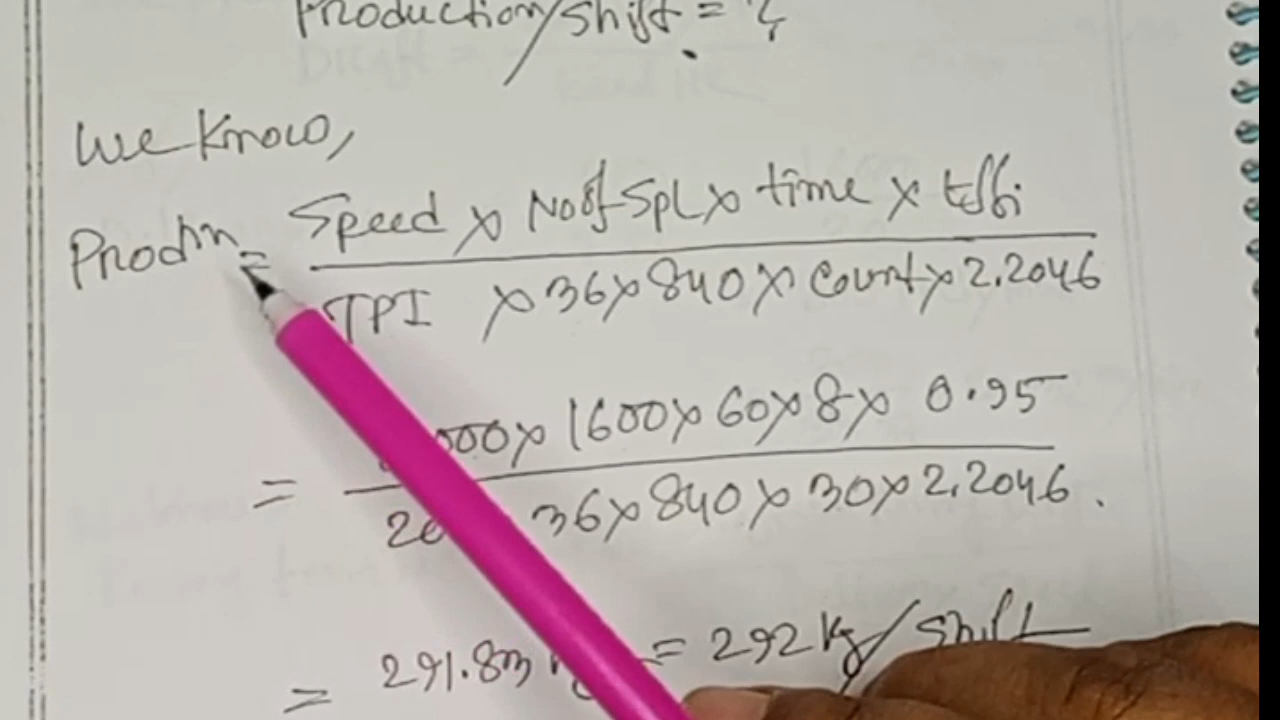 Production/shift = ?
We know,
Prodn = Speed x No of Spl x time x Effi
TPI x 36 x 840 x Count x 2.2046
= 000 x 1600 x 60 x 8 x 0.95
36 x 840 x 30 x 2.2046.
= 291.83 = 292 kg/shift